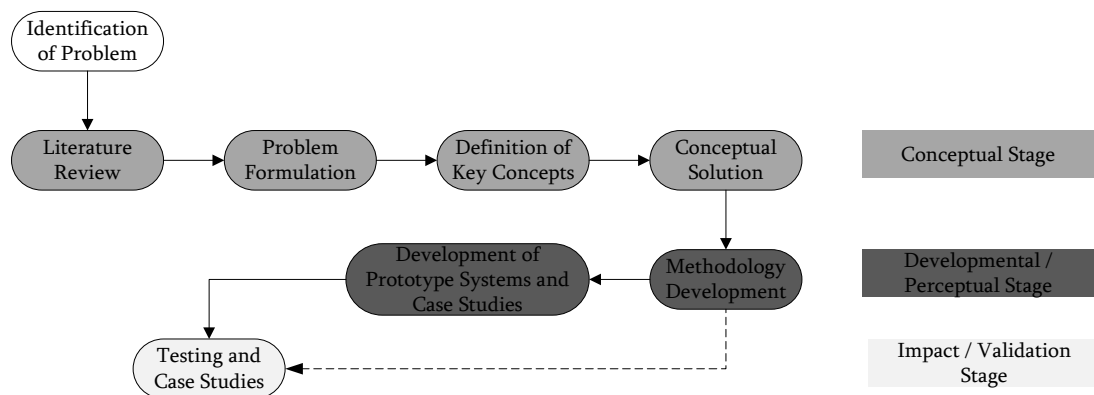 Identification
of Problem
Literature
Review
Problem
Formulation
Definition of
Key Concepts
Conceptual
Solution
Conceptual Stage
Development of
Prototype Systems and
Case Studies
Methodology
Development
Developmental /
Perceptual Stage
Testing and
Case Studies
Impact / Validation
Stage